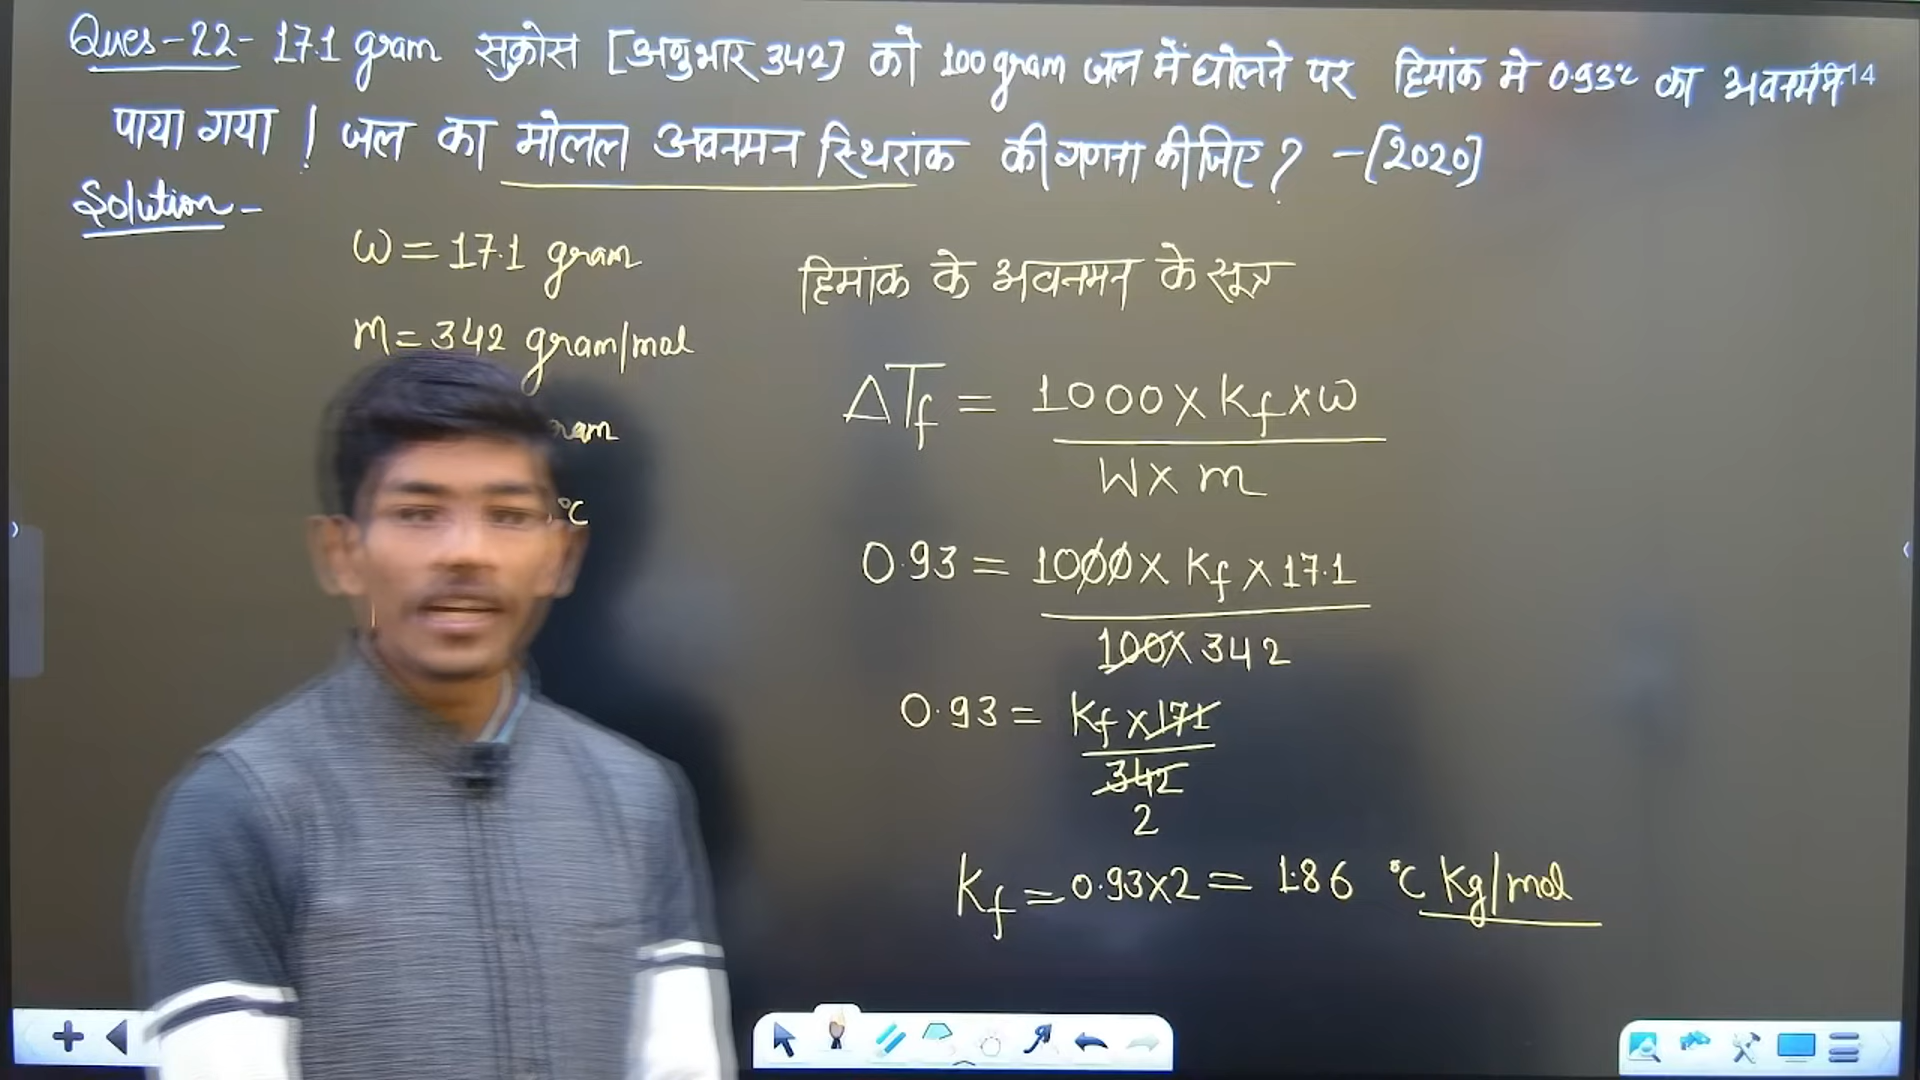 Ques-22- 17.1 gram सुक्रोस [अणुभार 342] को 100 gram जल में घोलने पर हिमांक मे 0.93°C का अवनमन
पाया गया ! जल का मोलल अवनमन स्थिरांक की गणना कीजिए ? -[2020]
Solution-
w = 17.1 gram
m = 342 gram/mol
°C
हिमांक के अवनमन के सूत्र
ΔTf = 1000 x Kf x w
W x m
0.93 = 1000 x Kf x 17.1
100 x 342
0.93 = Kf x 171
342
2
Kf = 0.93x2 = 1.86 °C Kg/mol